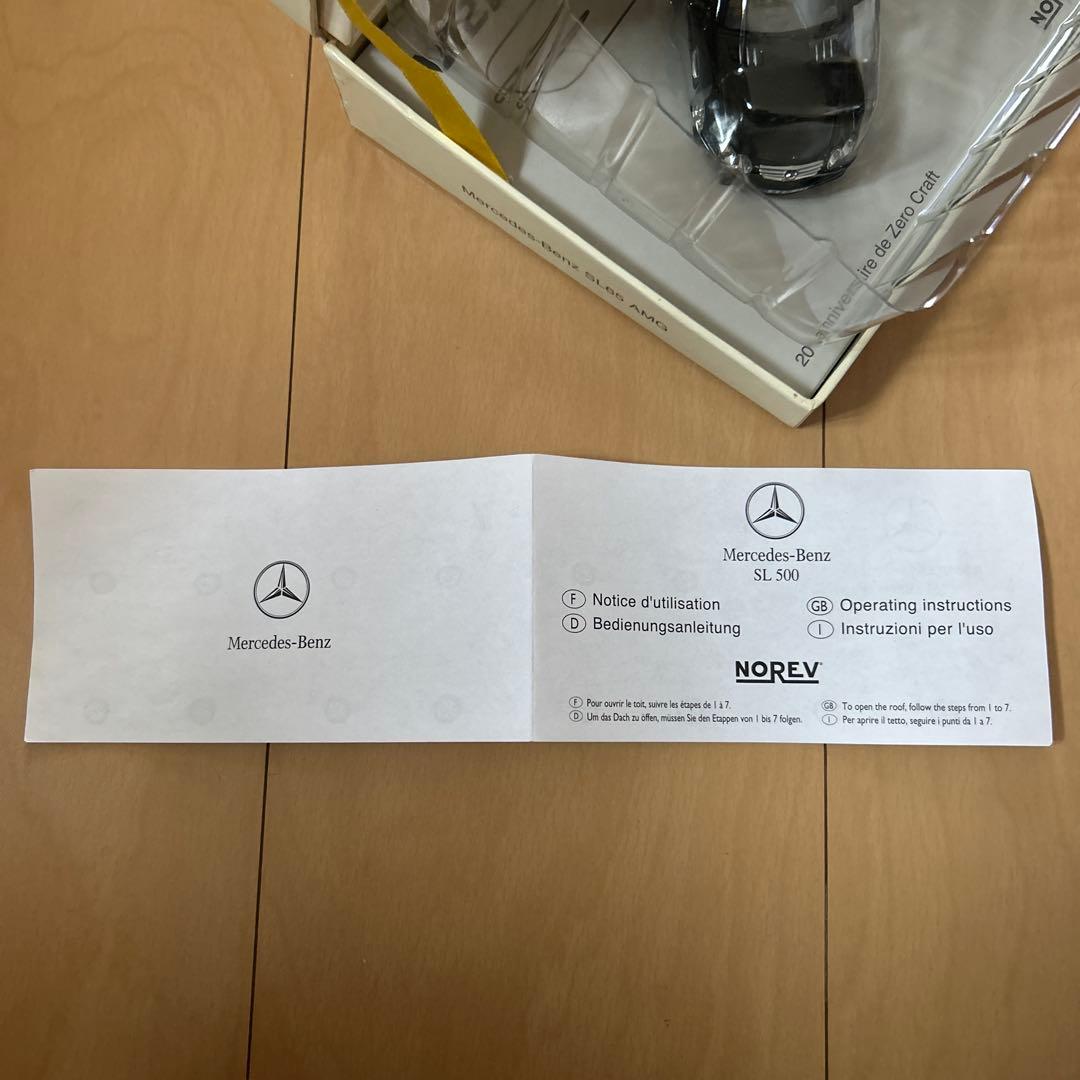 NO
Mercedes-Benz SL65 AMG
ire de Zero Craft
Mercedes-Benz
Mercedes-Benz
SL 500
F Notice d'utilisation
D Bedienungsanleitung
GB Operating instructions
I Instruzioni per l'uso
NOREV
F Pour ouvrir le toit, suivre les étapes de 1 à 7.
D Um das Dach zu öffen, müssen Sie den Etappen von 1 bis 7 folgen.
GB To open the roof, follow the steps from 1 to 7.
I Per aprire il tetto, seguire i punti da 1 a 7.